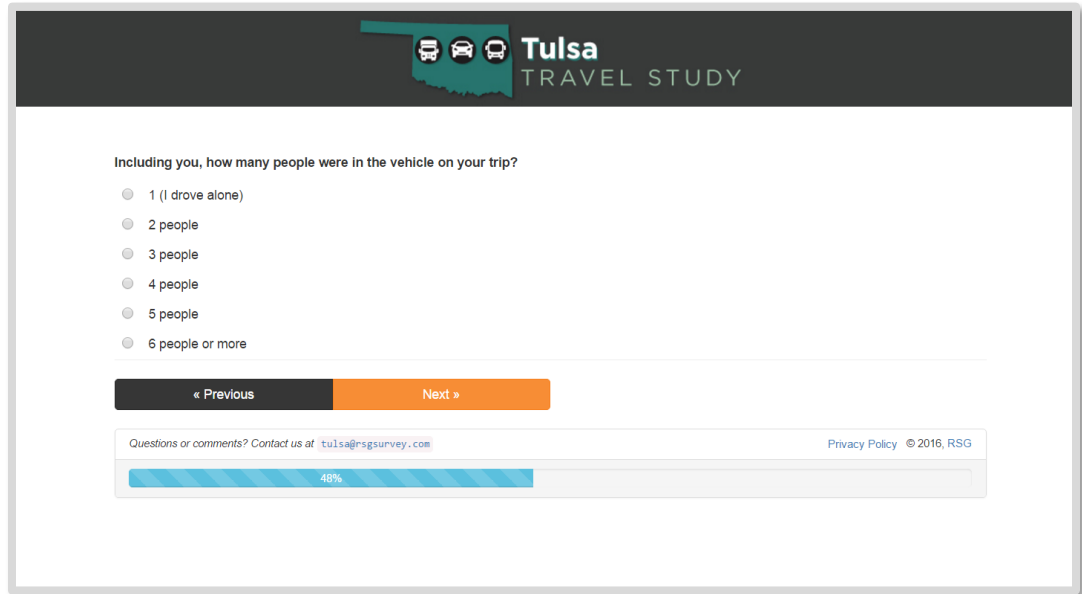 Tulsa
TRAVEL STUDY
Including you, how many people were in the vehicle on your trip?
1 (I drove alone)
2 people
3 people
4 people
5 people
6 people or more
« Previous
Next »
Questions or comments? Contact us at tulsa@rsgsurvey.com
Privacy Policy © 2016, RSG
48%